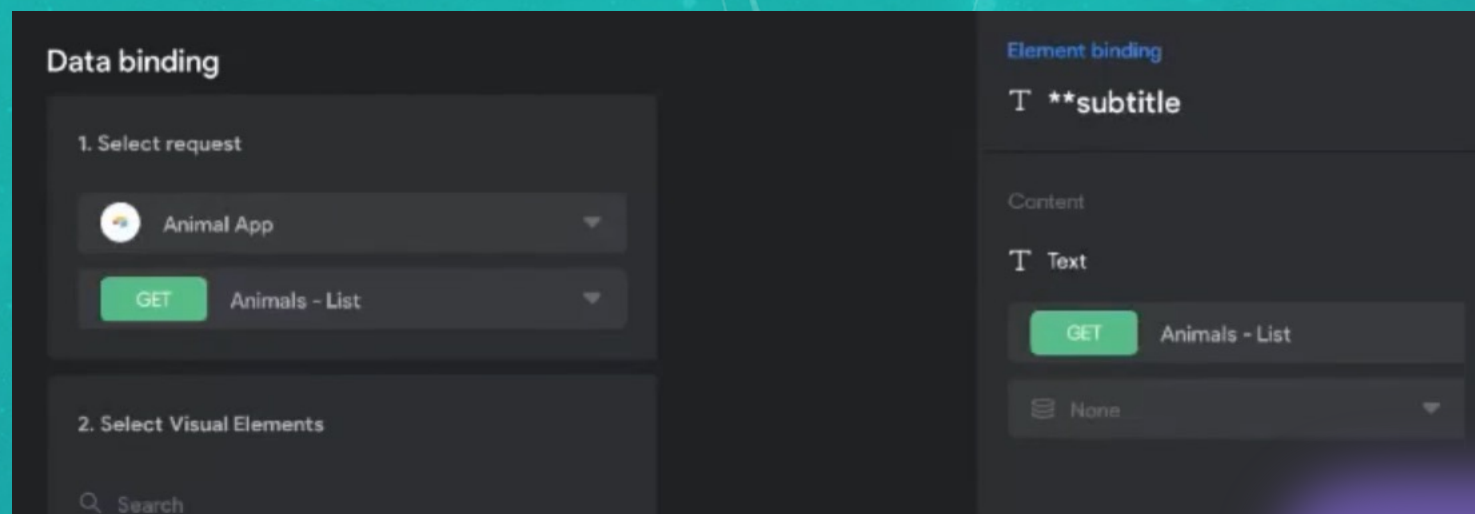 Data binding
1. Select request
Animal App
GET Animals - List
2. Select Visual Elements
Search
Element binding
T **subtitle
Content
T Text
GET Animals - List
None